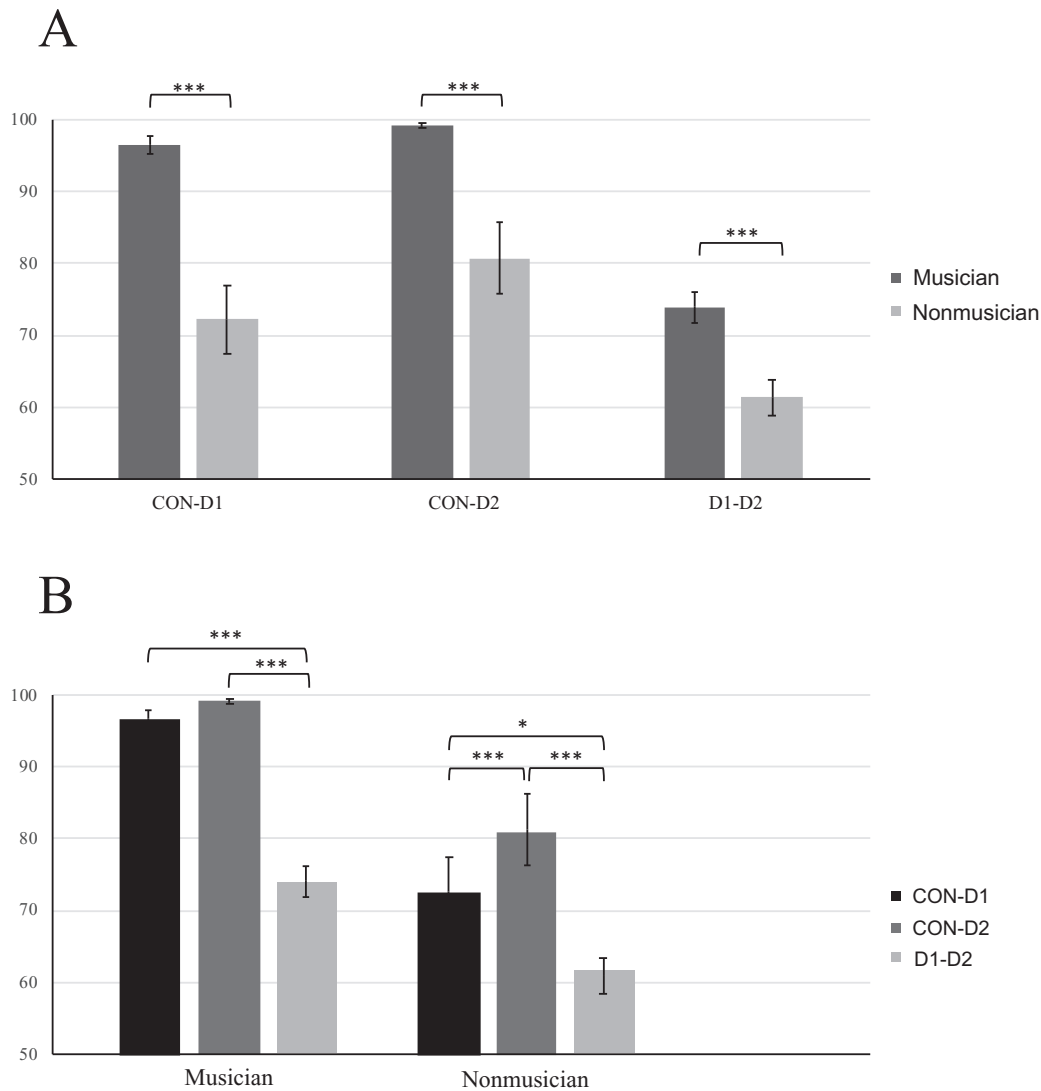 A
*** ***
100
90
80
***
Musician
Nonmusician
70
60
50
CON-D1 CON-D2 D1-D2
B
***
***
100
*
*** ***
90
80
70
CON-D1
CON-D2
D1-D2
60
50
Musician Nonmusician